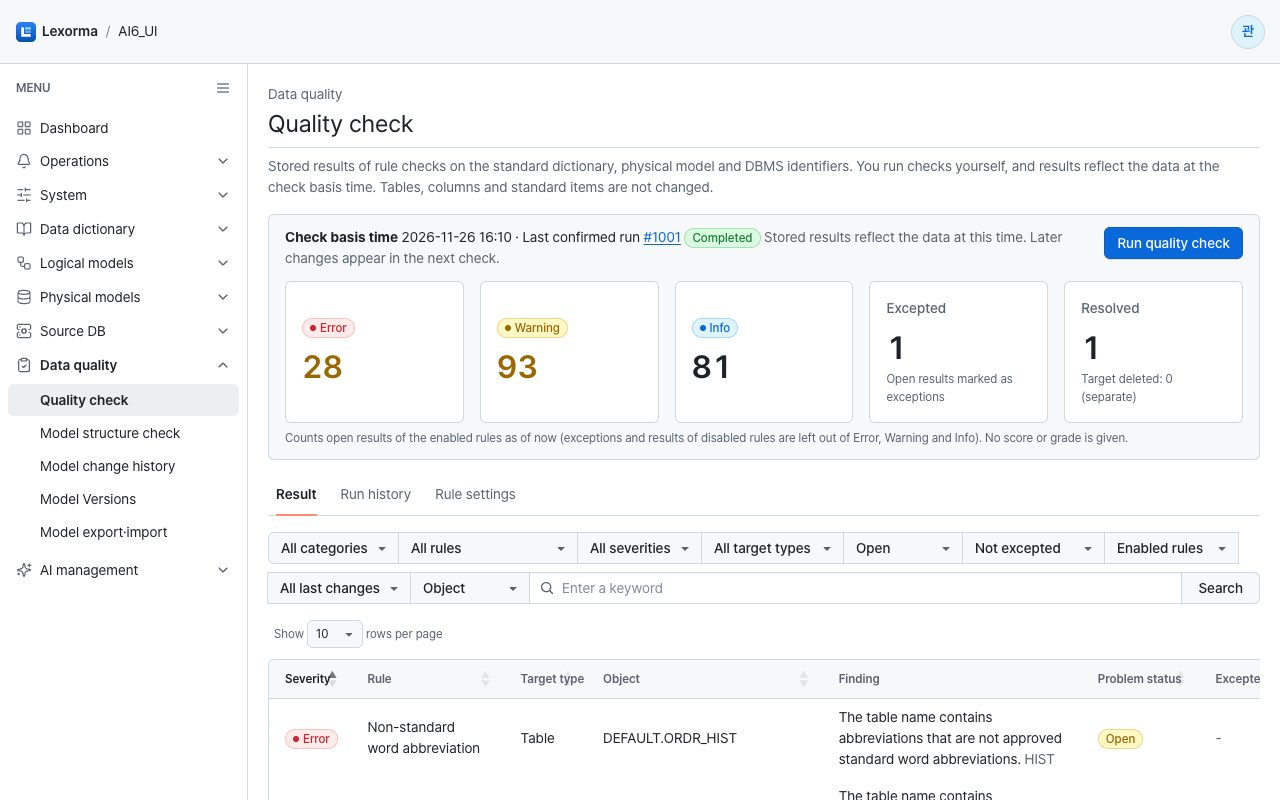 Lexorma / AI6_UI
관
MENU
Dashboard
Operations
System
Data dictionary
Logical models
Physical models
Source DB
Data quality
Quality check
Model structure check
Model change history
Model Versions
Model export·import
AI management
Data quality
Quality check
Stored results of rule checks on the standard dictionary, physical model and DBMS identifiers. You run checks yourself, and results reflect the data at the
check basis time. Tables, columns and standard items are not changed.
Check basis time 2026-11-26 16:10 · Last confirmed run #1001 Completed Stored results reflect the data at this time. Later
changes appear in the next check.
Run quality check
Error
28
Warning
93
Info
81
Excepted
1
Open results marked as
exceptions
Resolved
1
Target deleted: 0
(separate)
Counts open results of the enabled rules as of now (exceptions and results of disabled rules are left out of Error, Warning and Info). No score or grade is given.
Result Run history Rule settings
All categories All rules All severities All target types Open Not excepted Enabled rules
All last changes Object Enter a keyword Search
Show 10 rows per page
Severity Rule Target type Object Finding Problem status Excepte
Error
Non-standard
word abbreviation
Table
DEFAULT.ORDR_HIST
The table name contains
abbreviations that are not approved
standard word abbreviations. HIST
Open
-
The table name contains